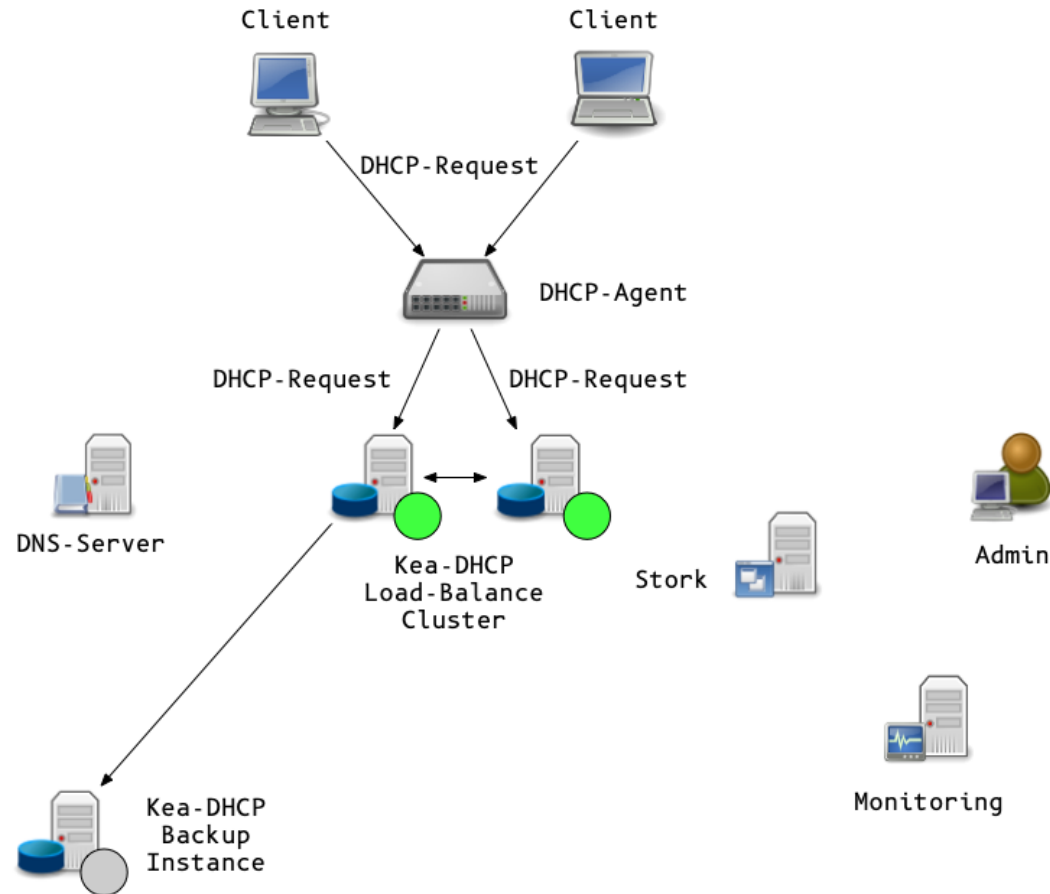 Client
Client
DHCP-Request
DHCP-Agent
DHCP-Request
DHCP-Request
DNS-Server
Kea-DHCP
Load-Balance
Cluster
Stork
Admin
Monitoring
Kea-DHCP
Backup
Instance